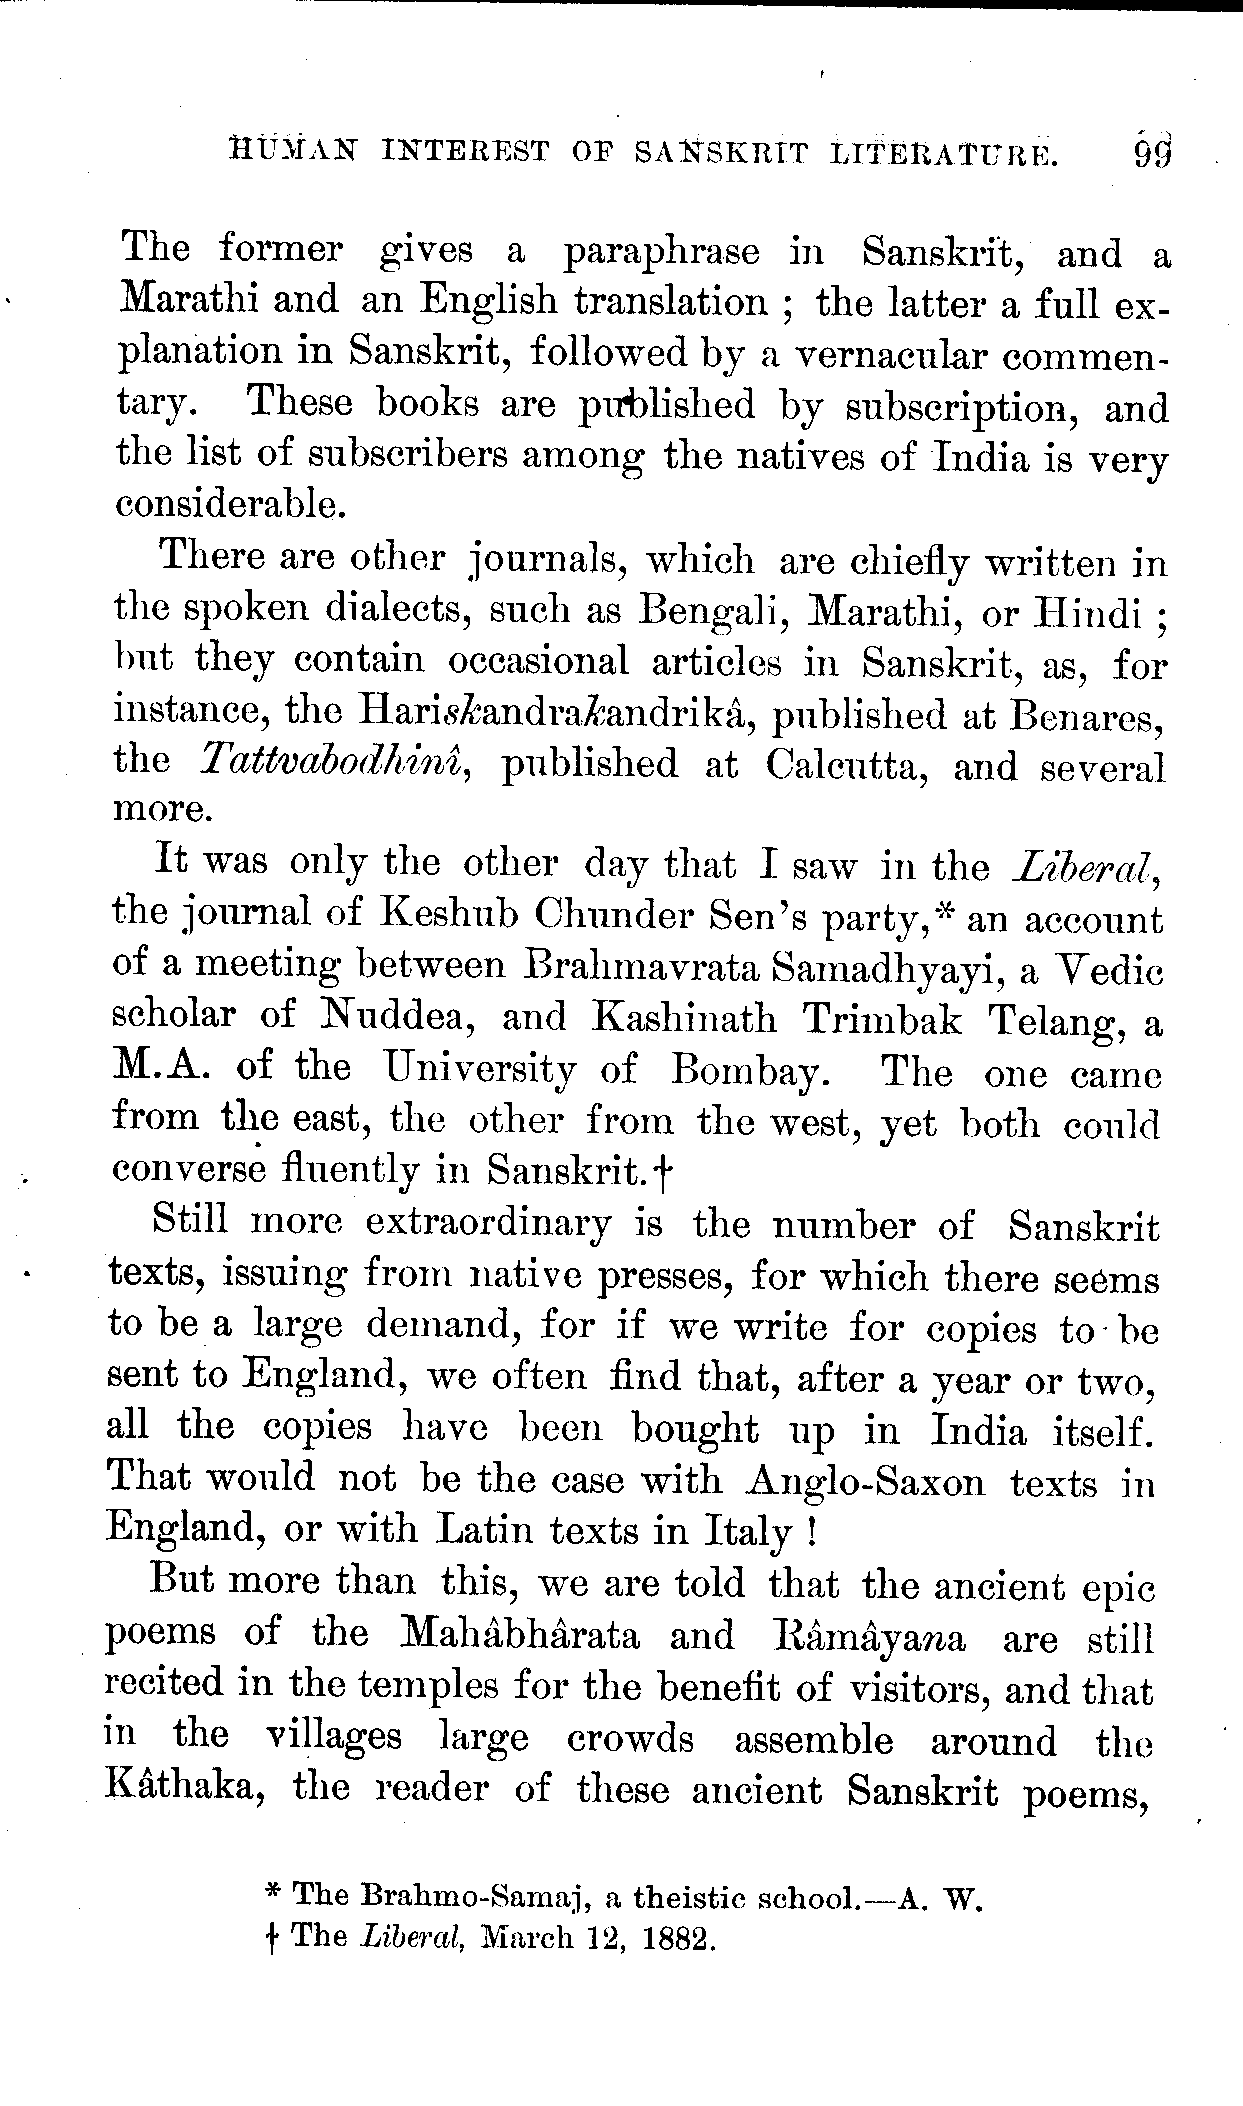 HUMAN INTEREST OF SANSKRIT LITERATURE. 99
The former gives a paraphrase in Sanskrit, and a
Marathi and an English translation ; the latter a full ex-
planation in Sanskrit, followed by a vernacular commen-
tary. These books are published by subscription, and
the list of subscribers among the natives of India is very
considerable.
There are other journals, which are chiefly written in
the spoken dialects, such as Bengali, Marathi, or Hindi ;
but they contain occasional articles in Sanskrit, as, for
instance, the Hariskandrakandrikâ, published at Benares,
the Tattvabodhinî, published at Calcutta, and several
more.
It was only the other day that I saw in the Liberal,
the journal of Keshub Chunder Sen's party,* an account
of a meeting between Brahmavrata Samadhyayi, a Vedic
scholar of Nuddea, and Kashinath Trimbak Telang, a
M.A. of the University of Bombay. The one came
from the east, the other from the west, yet both could
converse fluently in Sanskrit.†
Still more extraordinary is the number of Sanskrit
texts, issuing from native presses, for which there seems
to be a large demand, for if we write for copies to be
sent to England, we often find that, after a year or two,
all the copies have been bought up in India itself.
That would not be the case with Anglo-Saxon texts in
England, or with Latin texts in Italy !
But more than this, we are told that the ancient epic
poems of the Mahâbhârata and Râmâyana are still
recited in the temples for the benefit of visitors, and that
in the villages large crowds assemble around the
Kâthaka, the reader of these ancient Sanskrit poems,
* The Brahmo-Samaj, a theistic school.—A. W.
† The Liberal, March 12, 1882.